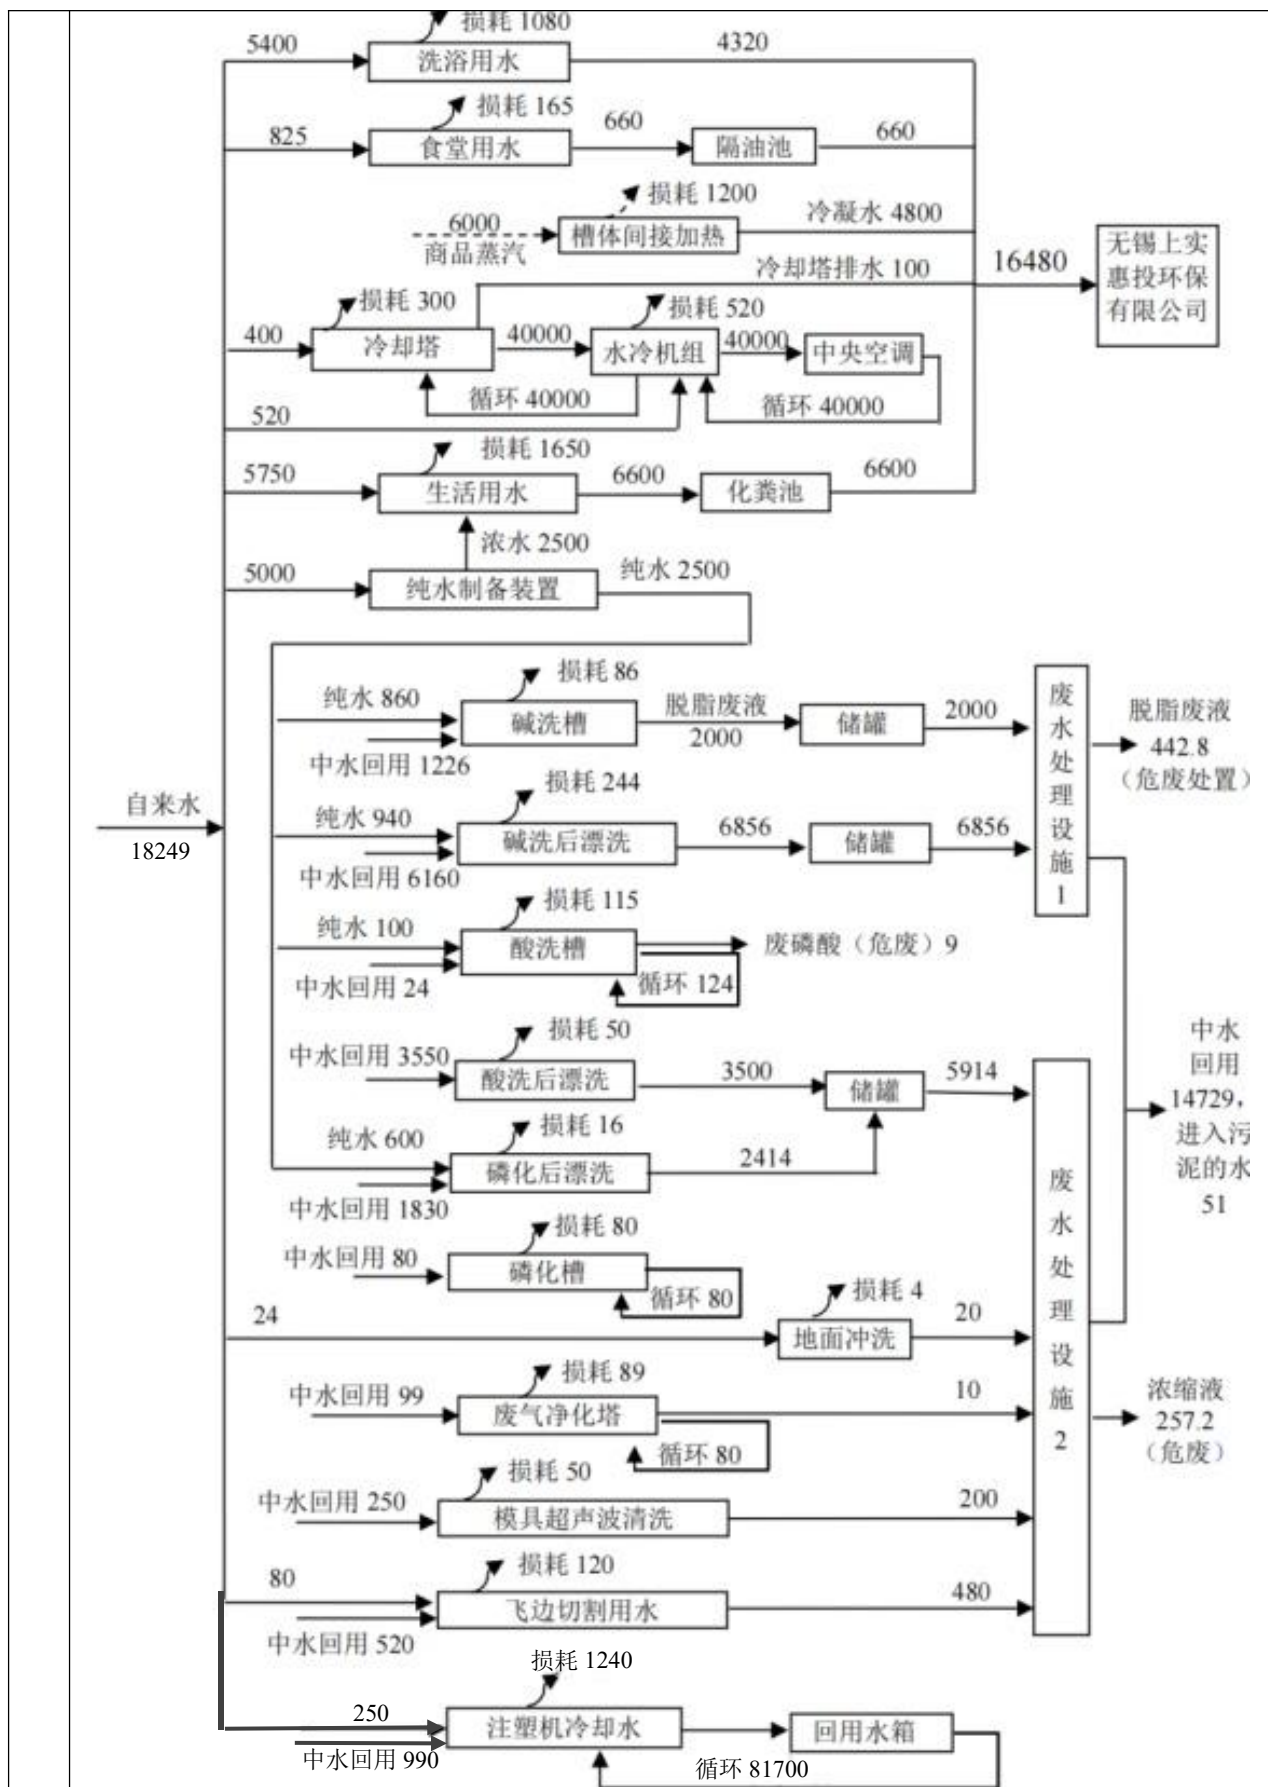 损耗 1080
5400
洗浴用水
4320
损耗 165
825
食堂用水
660
隔油池
660
损耗 1200
6000
商品蒸汽
槽体间接加热
冷凝水 4800
冷却塔排水 100
16480
无锡上实
惠投环保
有限公司
损耗 300
400
冷却塔
40000
损耗 520
水冷机组
40000
中央空调
循环 40000
循环 40000
520
损耗 1650
5750
生活用水
6600
化粪池
6600
浓水 2500
5000
纯水制备装置
纯水 2500
损耗 86
纯水 860
碱洗槽
脱脂废液
2000
储罐
2000
中水回用 1226
废水处理设施1
脱脂废液
442.8
（危废处置）
自来水
18249
损耗 244
纯水 940
碱洗后漂洗
6856
储罐
6856
中水回用 6160
损耗 115
纯水 100
酸洗槽
废磷酸（危废）9
循环 124
中水回用 24
损耗 50
中水回用 3550
酸洗后漂洗
3500
储罐
5914
损耗 16
纯水 600
磷化后漂洗
2414
中水回用 1830
中水
回用
14729，
进入污
泥的水
51
损耗 80
中水回用 80
磷化槽
循环 80
24
损耗 4
地面冲洗
20
废水处理设施2
损耗 89
中水回用 99
废气净化塔
10
循环 80
浓缩液
257.2
（危废）
损耗 50
中水回用 250
模具超声波清洗
200
损耗 120
80
飞边切割用水
480
中水回用 520
损耗 1240
250
注塑机冷却水
回用水箱
中水回用 990
循环 81700